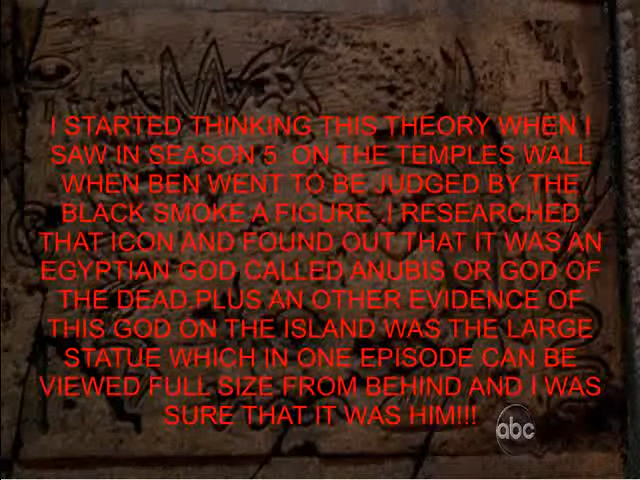 I STARTED THINKING THIS THEORY WHEN I
SAW IN SEASON 5  ON THE TEMPLES WALL
WHEN BEN WENT TO BE JUDGED BY THE
BLACK SMOKE A FIGURE .I RESEARCHED
THAT ICON AND FOUND OUT THAT IT WAS AN
EGYPTIAN GOD CALLED ANUBIS OR GOD OF
THE DEAD PLUS AN OTHER EVIDENCE OF
THIS GOD ON THE ISLAND WAS THE LARGE
STATUE WHICH IN ONE EPISODE CAN BE
VIEWED FULL SIZE FROM BEHIND AND I WAS
SURE THAT IT WAS HIM!!!
abc